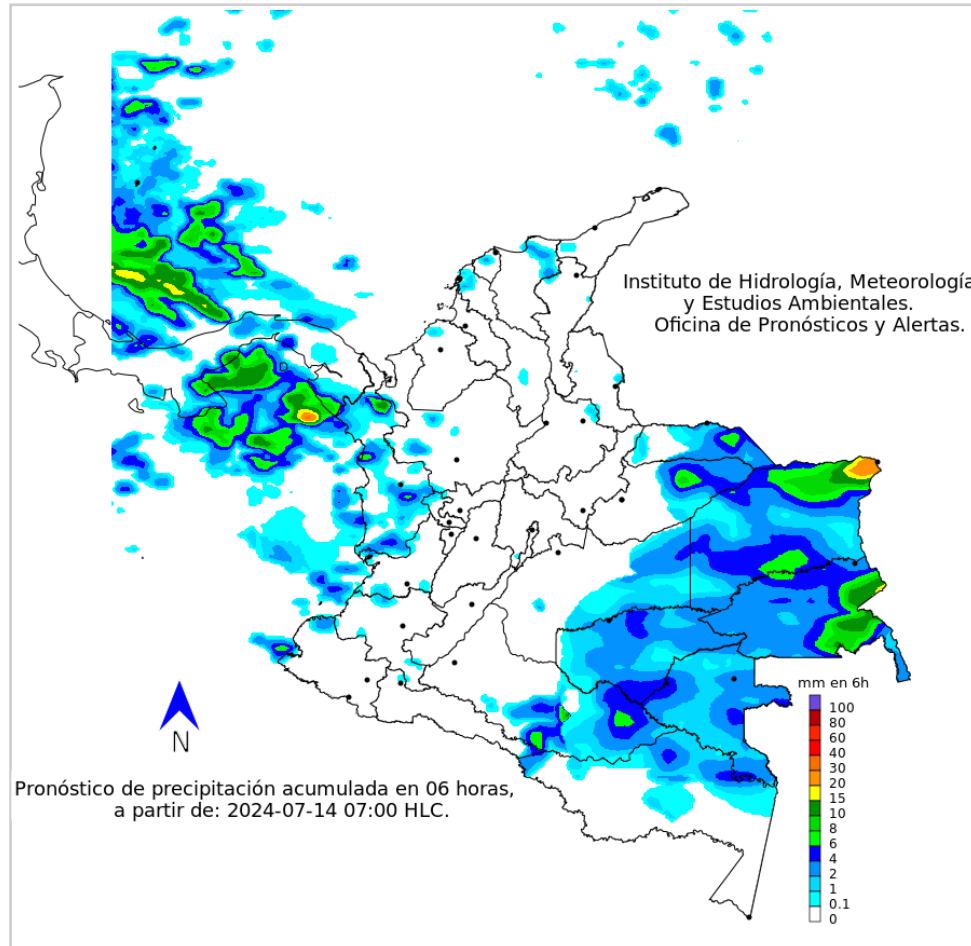 Instituto de Hidrología, Meteorología
y Estudios Ambientales.
Oficina de Pronósticos y Alertas.
mm en 6h
100
80
60
40
30
20
15
10
8
6
4
2
1
0.1
0
N
Pronóstico de precipitación acumulada en 06 horas,
a partir de: 2024-07-14 07:00 HLC.